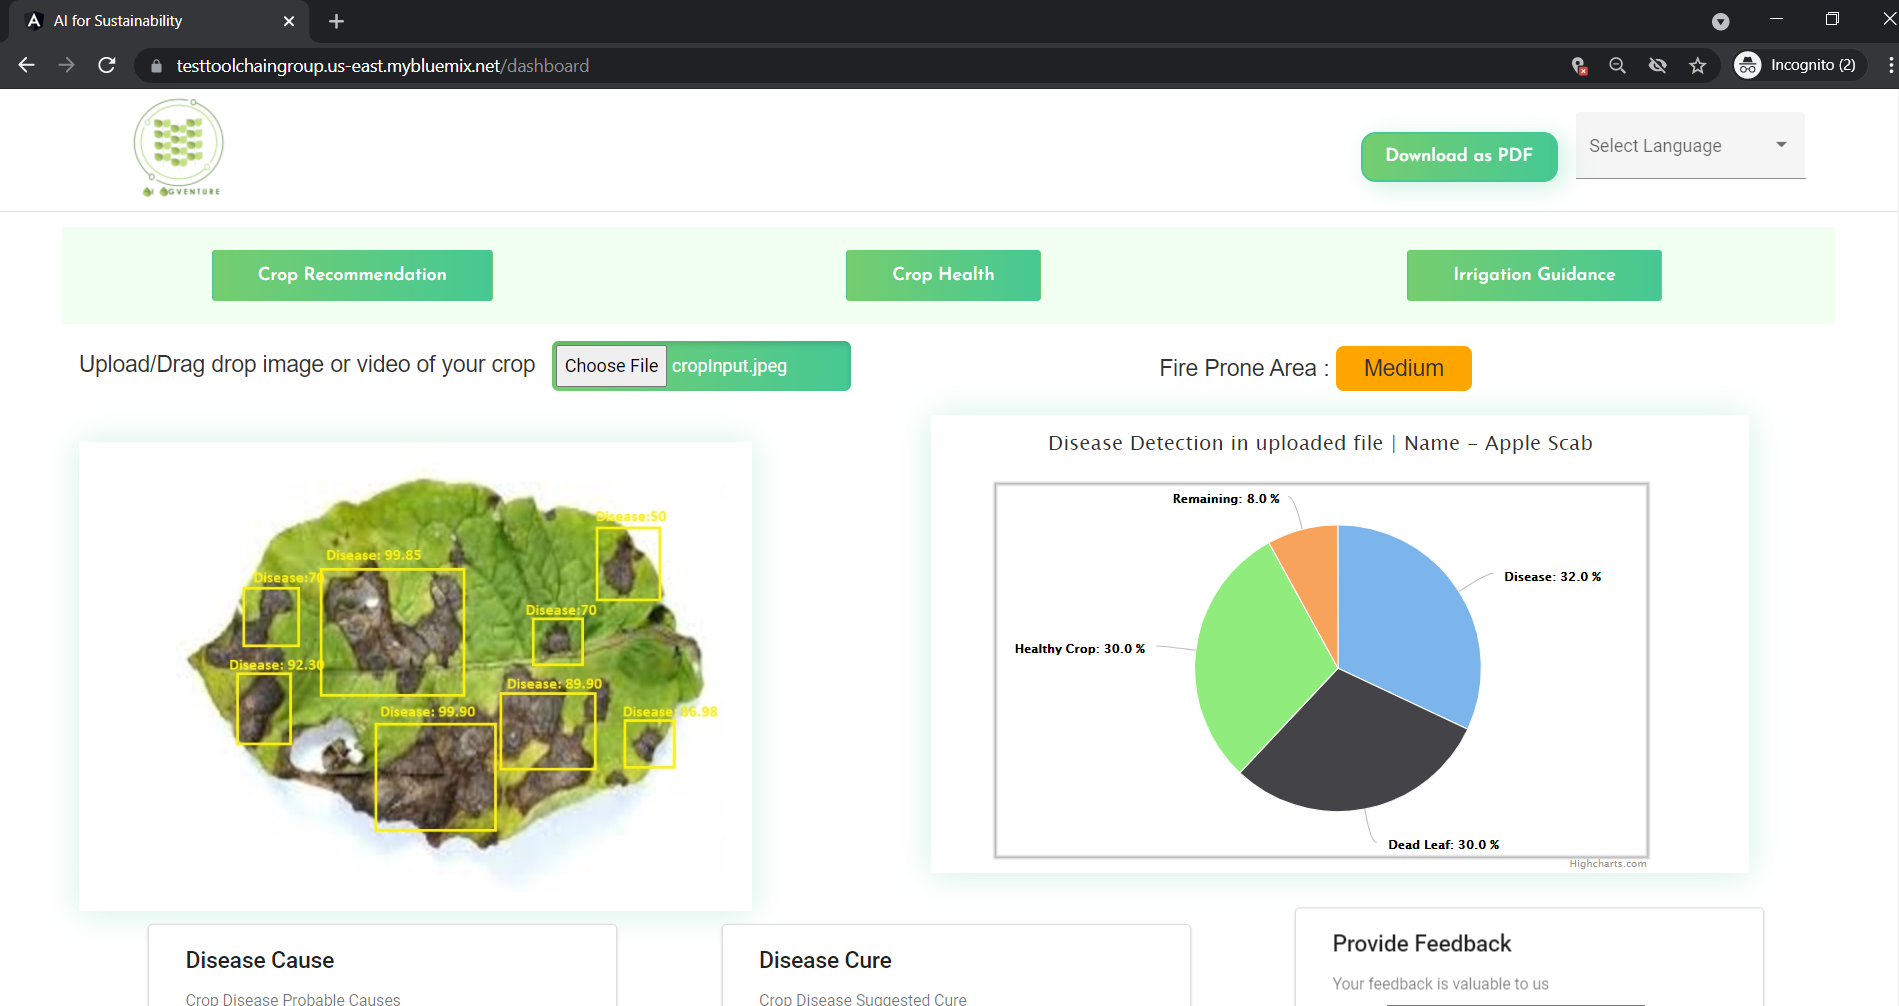 AI for Sustainability
testtoolchaingroup.us-east.mybluemix.net/dashboard
Incognito (2)
AGVENTURE
Download as PDF
Select Language
Crop Recommendation
Crop Health
Irrigation Guidance
Upload/Drag drop image or video of your crop
Choose File
cropInput.jpeg
Fire Prone Area :
Medium
Disease:50
Disease: 99.85
Disease:70
Disease:70
Disease: 92.30
Disease: 89.90
Disease: 99.90
Disease: 86.98
Disease Detection in uploaded file | Name - Apple Scab
Remaining: 8.0 %
Disease: 32.0 %
Healthy Crop: 30.0 %
Dead Leaf: 30.0 %
Highcharts.com
Disease Cause
Crop Disease Probable Causes
Disease Cure
Crop Disease Suggested Cure
Provide Feedback
Your feedback is valuable to us